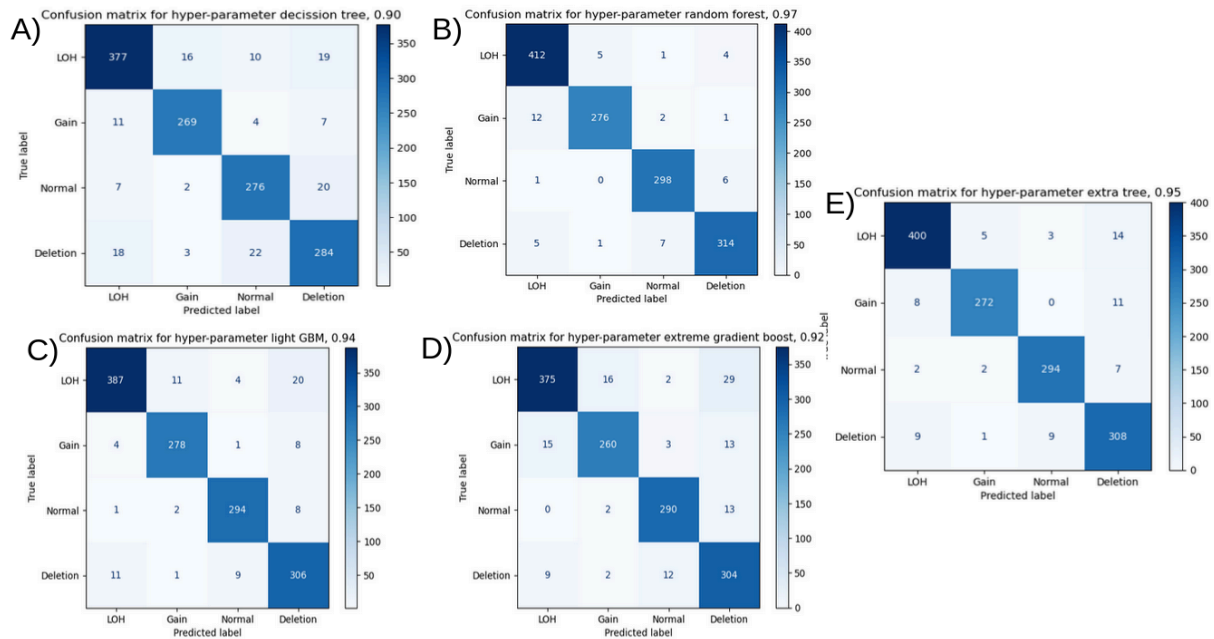 A)
Confusion matrix for hyper-parameter decission tree, 0.90
True label
LOH 377 16 10 19
Gain 11 269 4 7
Normal 7 2 276 20
Deletion 18 3 22 284
LOH Gain Normal Deletion
Predicted label
350
300
250
200
150
100
50
B)
Confusion matrix for hyper-parameter random forest, 0.97
True label
LOH 412 5 1 4
Gain 12 276 2 1
Normal 1 0 298 6
Deletion 5 1 7 314
LOH Gain Normal Deletion
Predicted label
400
350
300
250
200
150
100
50
0
C)
Confusion matrix for hyper-parameter light GBM, 0.94
True label
LOH 387 11 4 20
Gain 4 278 1 8
Normal 1 2 294 8
Deletion 11 1 9 306
LOH Gain Normal Deletion
Predicted label
350
300
250
200
150
100
50
D)
Confusion matrix for hyper-parameter extreme gradient boost, 0.92
True label
LOH 375 16 2 29
Gain 15 260 3 13
Normal 0 2 290 13
Deletion 9 2 12 304
LOH Gain Normal Deletion
Predicted label
350
300
250
200
150
100
50
0
E)
Confusion matrix for hyper-parameter extra tree, 0.95
label
LOH 400 5 3 14
Gain 8 272 0 11
Normal 2 2 294 7
Deletion 9 1 9 308
LOH Gain Normal Deletion
Predicted label
400
350
300
250
200
150
100
50
0